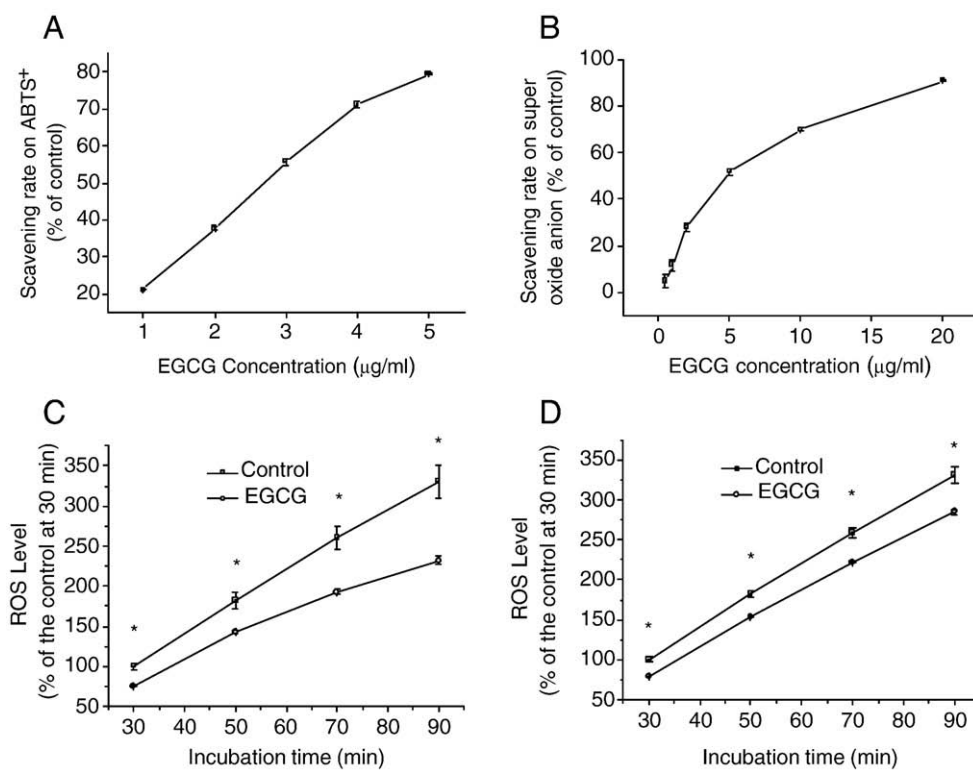 A
Scavening rate on ABTS+
(% of control)
80
70
60
50
40
30
20
1 2 3 4 5
EGCG Concentration (μg/ml)
B
Scavening rate on super
oxide anion (% of control)
100
80
60
40
20
0
0 5 10 15 20
EGCG concentration (μg/ml)
C
ROS Level
(% of the control at 30 min)
350
300
250
200
150
100
50
Control
EGCG
*
*
*
*
30 40 50 60 70 80 90
Incubation time (min)
D
ROS Level
(% of the control at 30 min)
350
300
250
200
150
100
50
Control
EGCG
*
*
*
*
30 40 50 60 70 80 90
Incubation time (min)